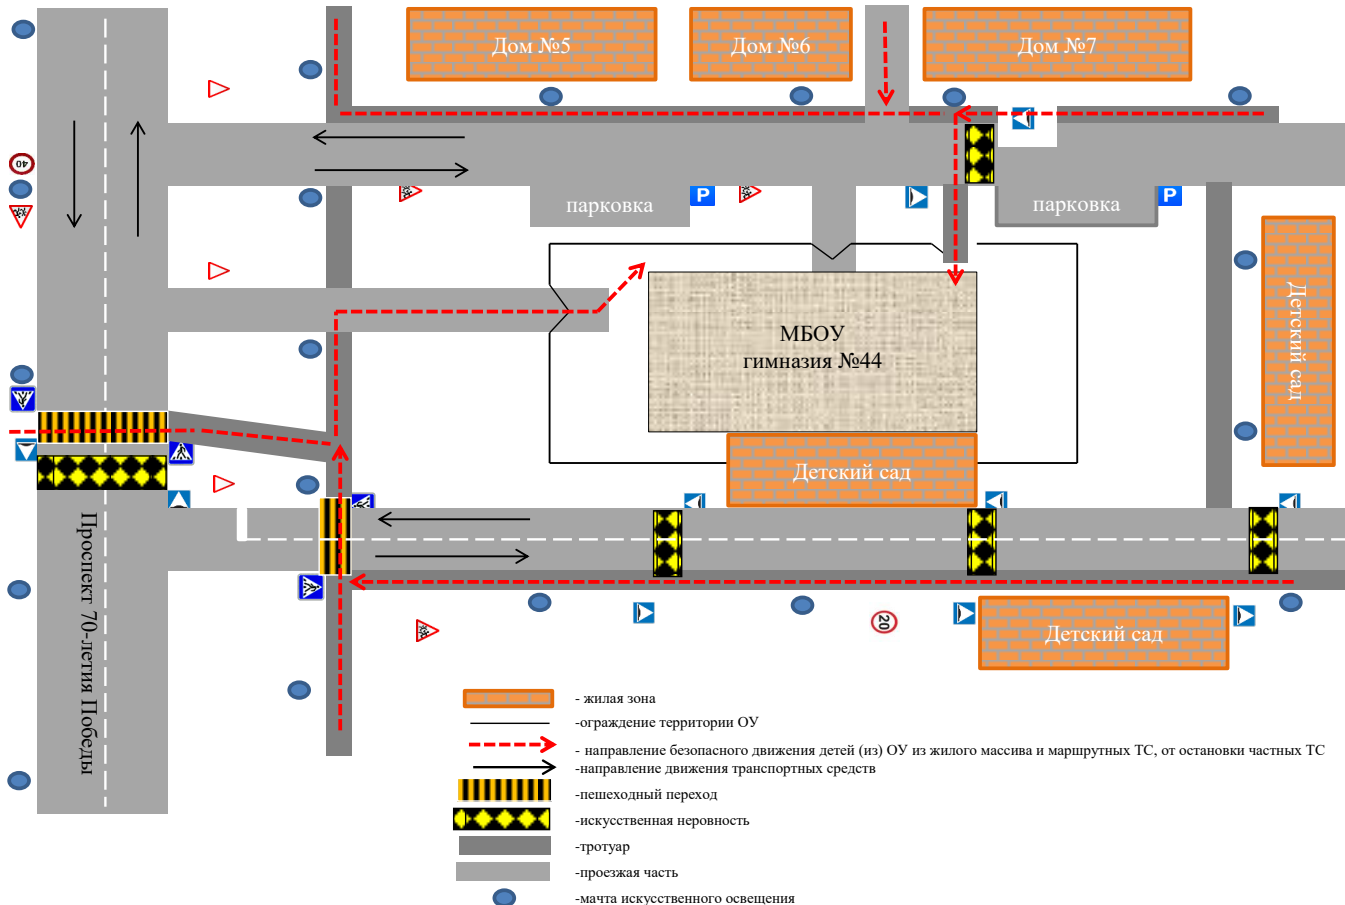 Дом №5
Дом №6
Дом №7
40
P
P
парковка
парковка
МБОУ
гимназия №44
Детский сад
Детский сад
Проспект 70-летия Победы
20
Детский сад
- жилая зона
-ограждение территории ОУ
- направление безопасного движения детей (из) ОУ из жилого массива и маршрутных ТС, от остановки частных ТС
-направление движения транспортных средств
-пешеходный переход
-искусственная неровность
-тротуар
-проезжая часть
-мачта искусственного освещения